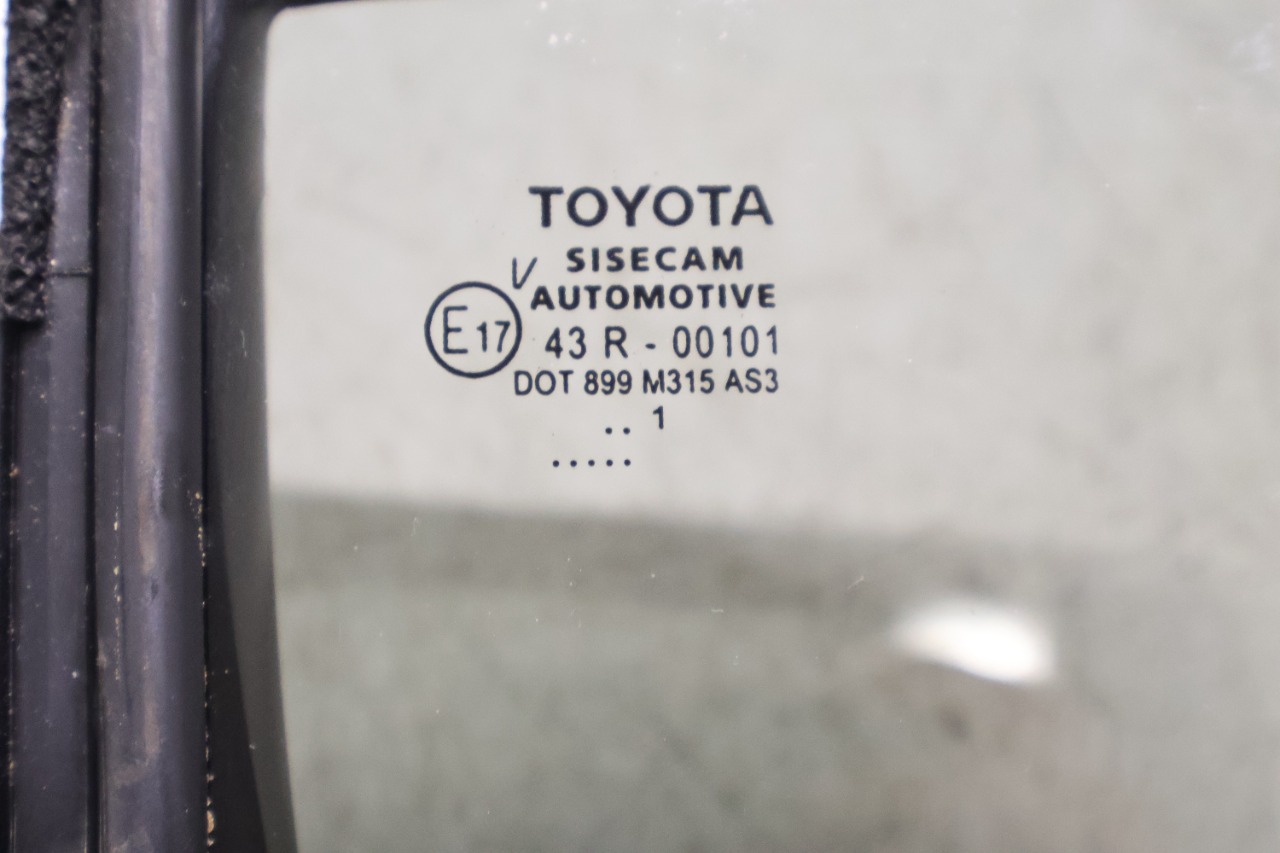 TOYOTA
SISECAM
V
AUTOMOTIVE
E17 43 R - 00101
DOT 899 M315 AS3
.. 1
.....